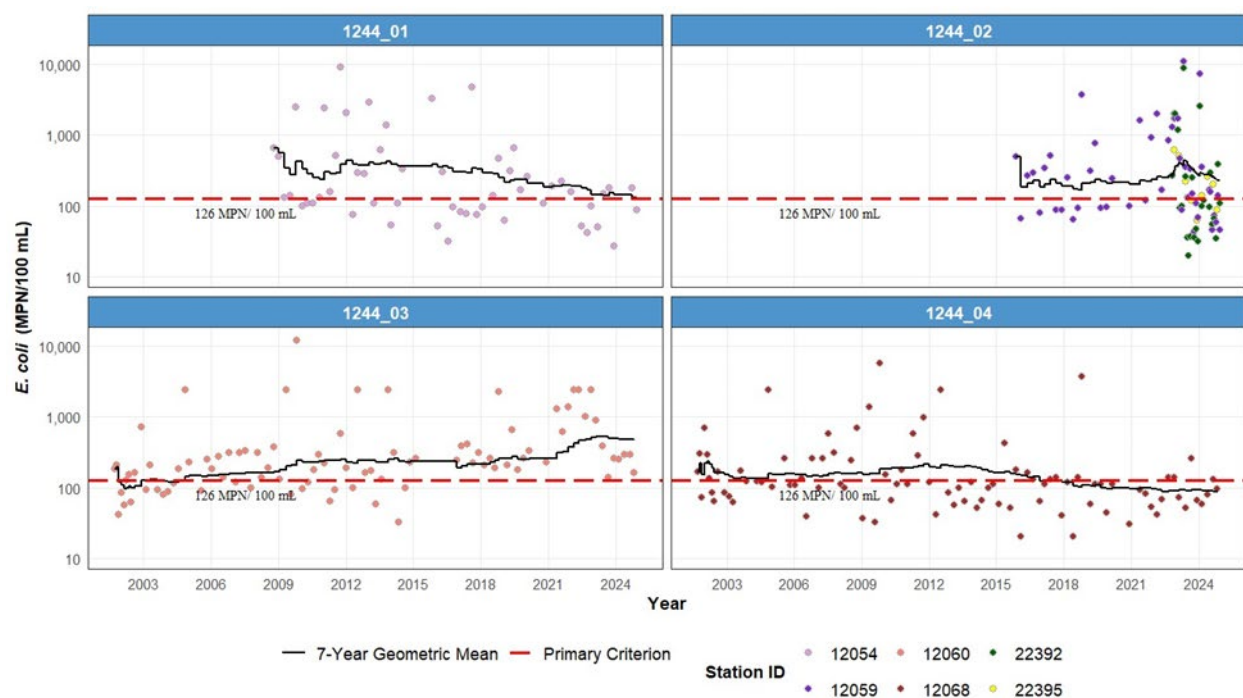 1244_01
1244_02
10,000
1,000
100
10
126 MPN/ 100 mL
126 MPN/ 100 mL
1244_03
1244_04
10,000
1,000
100
10
126 MPN/ 100 mL
126 MPN/ 100 mL
E. coli (MPN/100 mL)
2003 2006 2009 2012 2015 2018 2021 2024
2003 2006 2009 2012 2015 2018 2021 2024
Year
7-Year Geometric Mean
Primary Criterion
Station ID
12054 12060 22392
12059 12068 22395